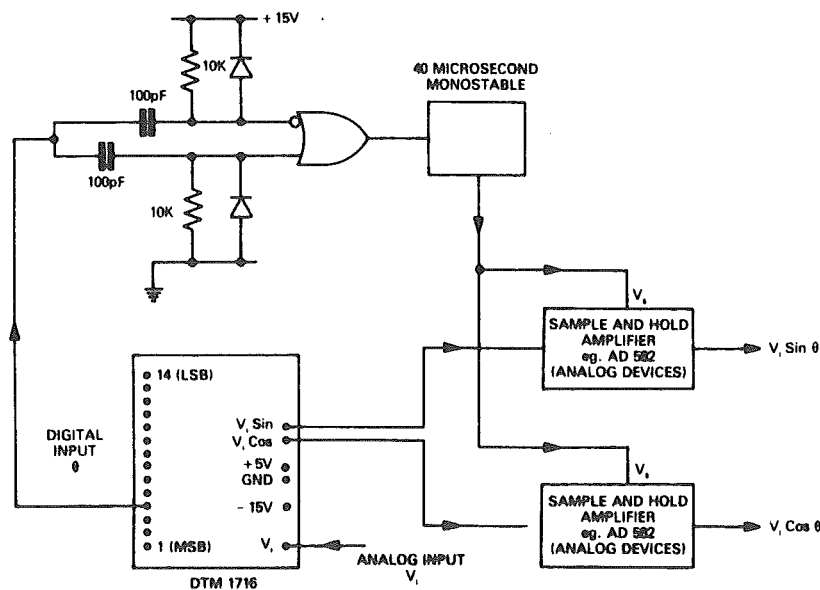 + 15V
10K
100pF
100pF
10K
40 MICROSECOND
MONOSTABLE
Vs
SAMPLE AND HOLD
AMPLIFIER
eg. AD 582
(ANALOG DEVICES)
Vi Sin θ
14 (LSB)
DIGITAL
INPUT
θ
Vi Sin
Vi Cos
+5V
GND
- 15V
1 (MSB)
Vi
DTM 1716
ANALOG INPUT
Vi
Vs
SAMPLE AND HOLD
AMPLIFIER
eg. AD 582
(ANALOG DEVICES)
Vi Cos θ